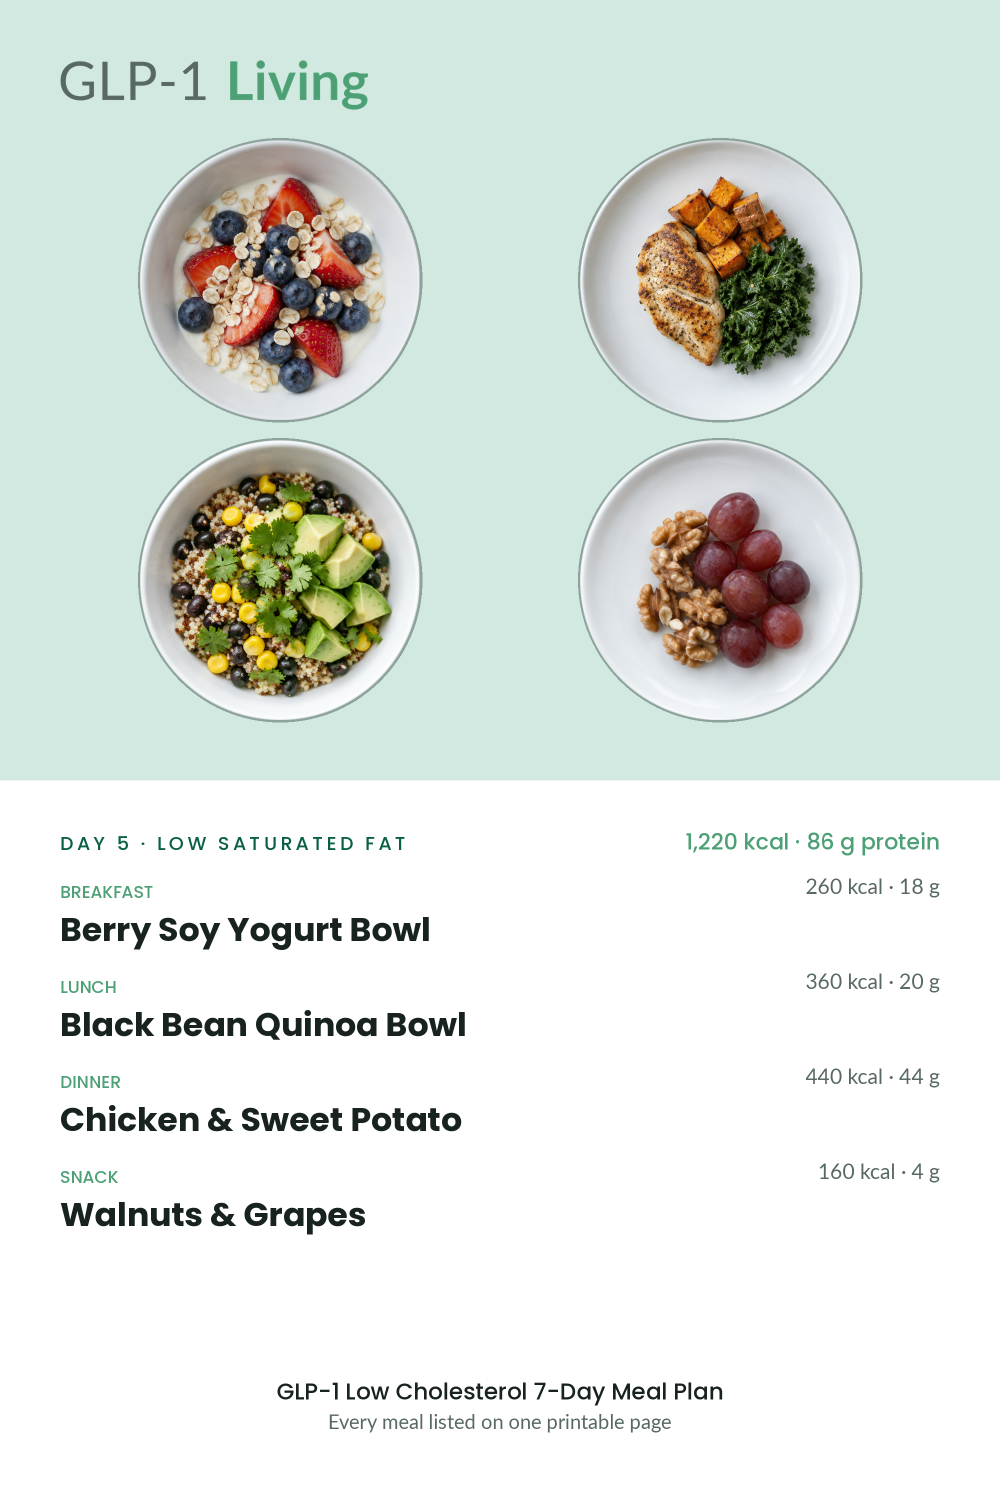 GLP-1 Living
DAY 5 · LOW SATURATED FAT
1,220 kcal · 86 g protein
BREAKFAST
260 kcal · 18 g
Berry Soy Yogurt Bowl
LUNCH
360 kcal · 20 g
Black Bean Quinoa Bowl
DINNER
440 kcal · 44 g
Chicken & Sweet Potato
SNACK
160 kcal · 4 g
Walnuts & Grapes
GLP-1 Low Cholesterol 7-Day Meal Plan
Every meal listed on one printable page